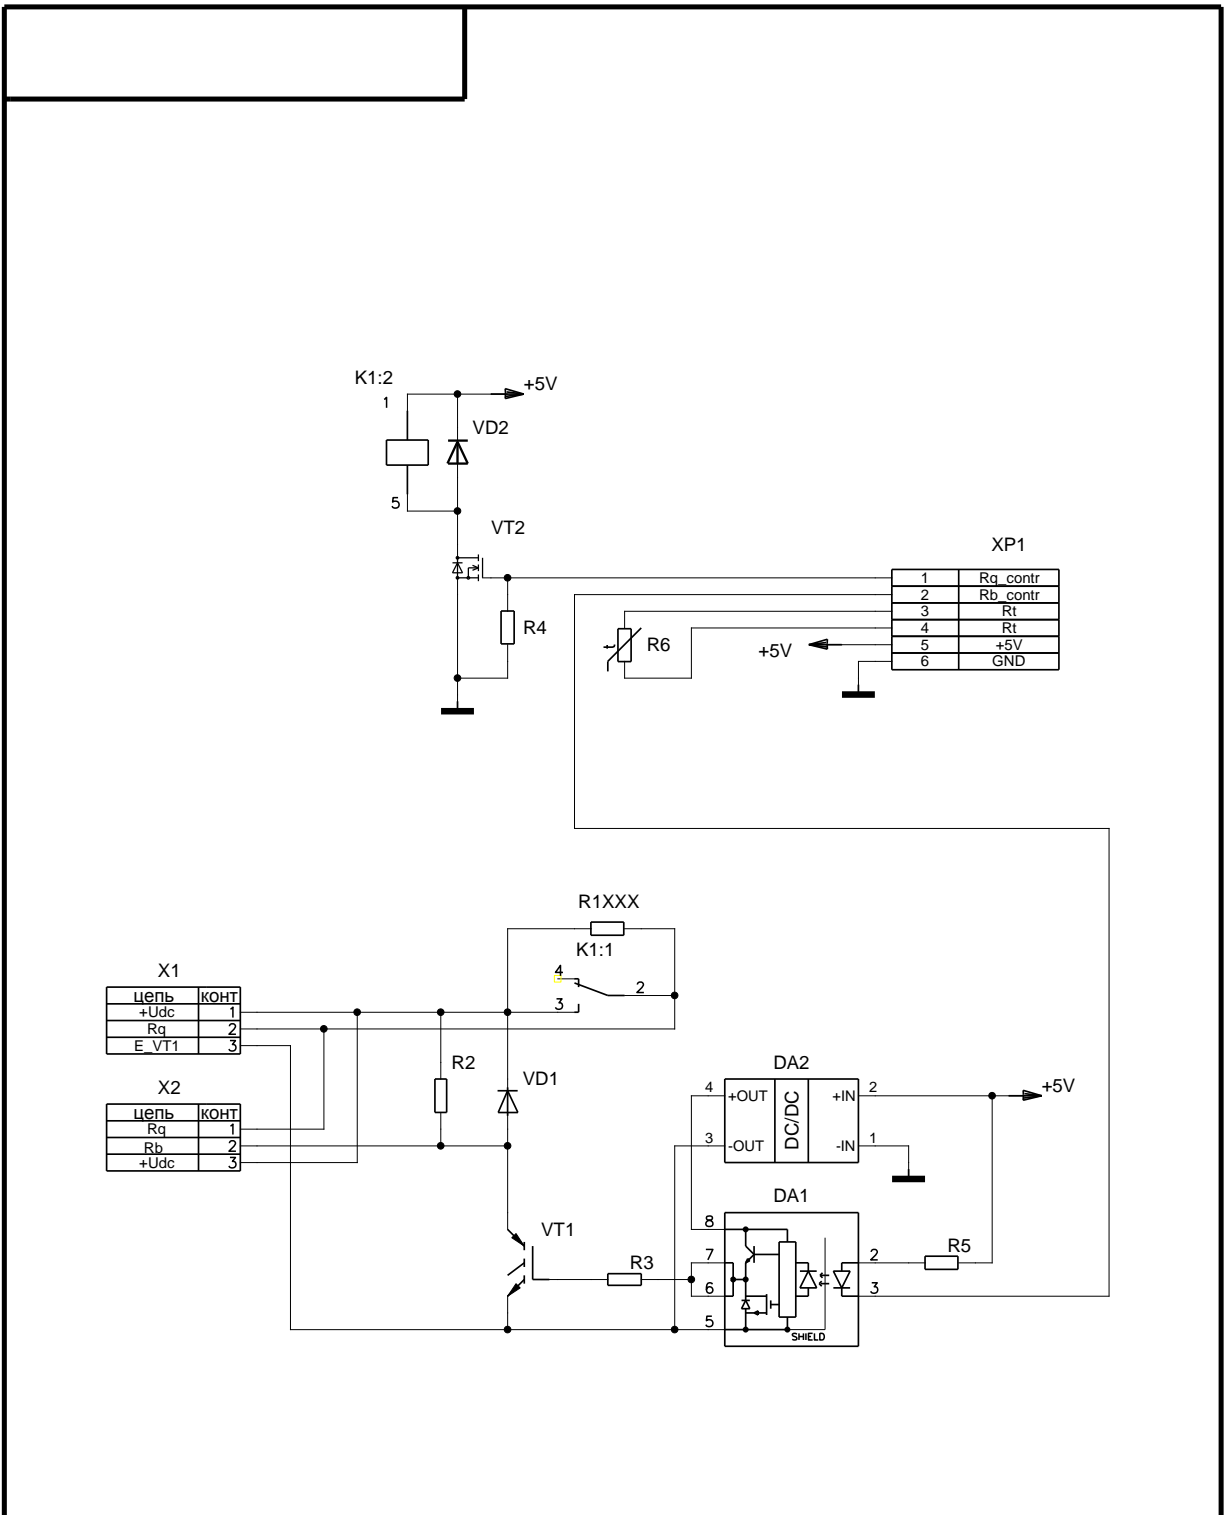 K1:2
1
+5V
VD2
5
VT2
XP1
1 Rq_contr
2 Rb_contr
3 Rt
4 Rt
5 +5V
6 GND
R4
t
R6
+5V
R1XXX
K1:1
4
2
3
X1
цепь конт
+Udc 1
Rq 2
E_VT1 3
R2
VD1
X2
цепь конт
Rq 1
Rb 2
+Udc 3
DA2
4 +OUT DC/DC +IN 2
+5V
3 -OUT -IN 1
DA1
8
VT1
7
2
R5
R3
6
3
5
SHIELD